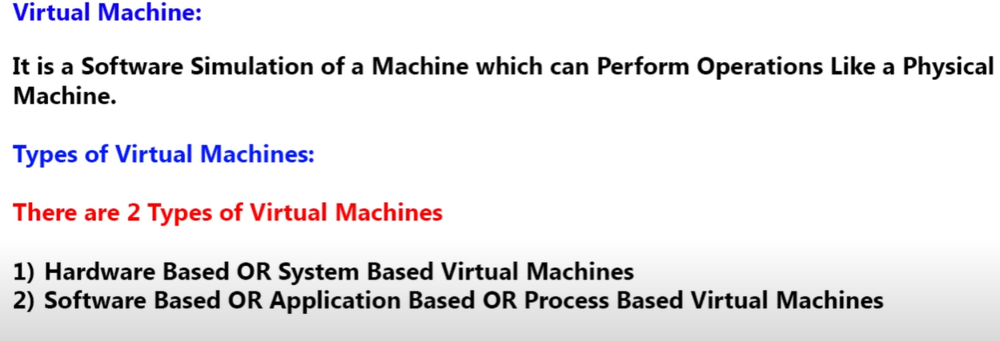 Virtual Machine:
It is a Software Simulation of a Machine which can Perform Operations Like a Physical
Machine.
Types of Virtual Machines:
There are 2 Types of Virtual Machines
1) Hardware Based OR System Based Virtual Machines
2) Software Based OR Application Based OR Process Based Virtual Machines